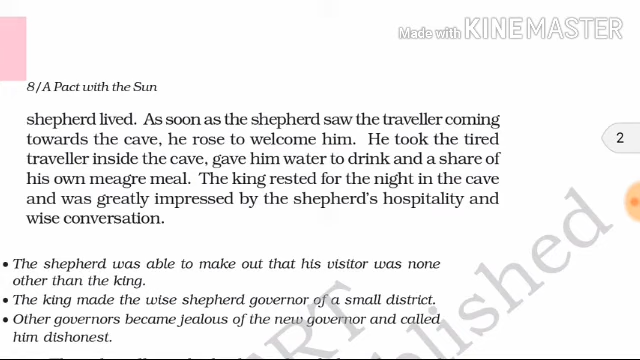 Made with KINEMASTER
8/A Pact with the Sun
shepherd lived. As soon as the shepherd saw the traveller coming
towards the cave, he rose to welcome him. He took the tired
traveller inside the cave, gave him water to drink and a share of
his own meagre meal. The king rested for the night in the cave
and was greatly impressed by the shepherd's hospitality and
wise conversation.
2
• The shepherd was able to make out that his visitor was none
other than the king.
• The king made the wise shepherd governor of a small district.
• Other governors became jealous of the new governor and called
him dishonest.